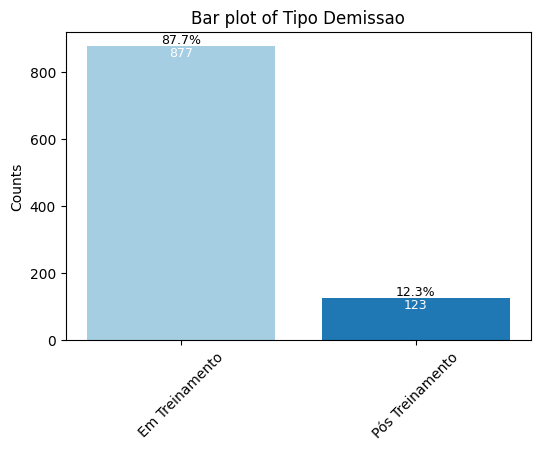 Bar plot of Tipo Demissao
87.7%
877
800
600
400
200
0
Counts
12.3%
123
Em Treinamento
Pós Treinamento